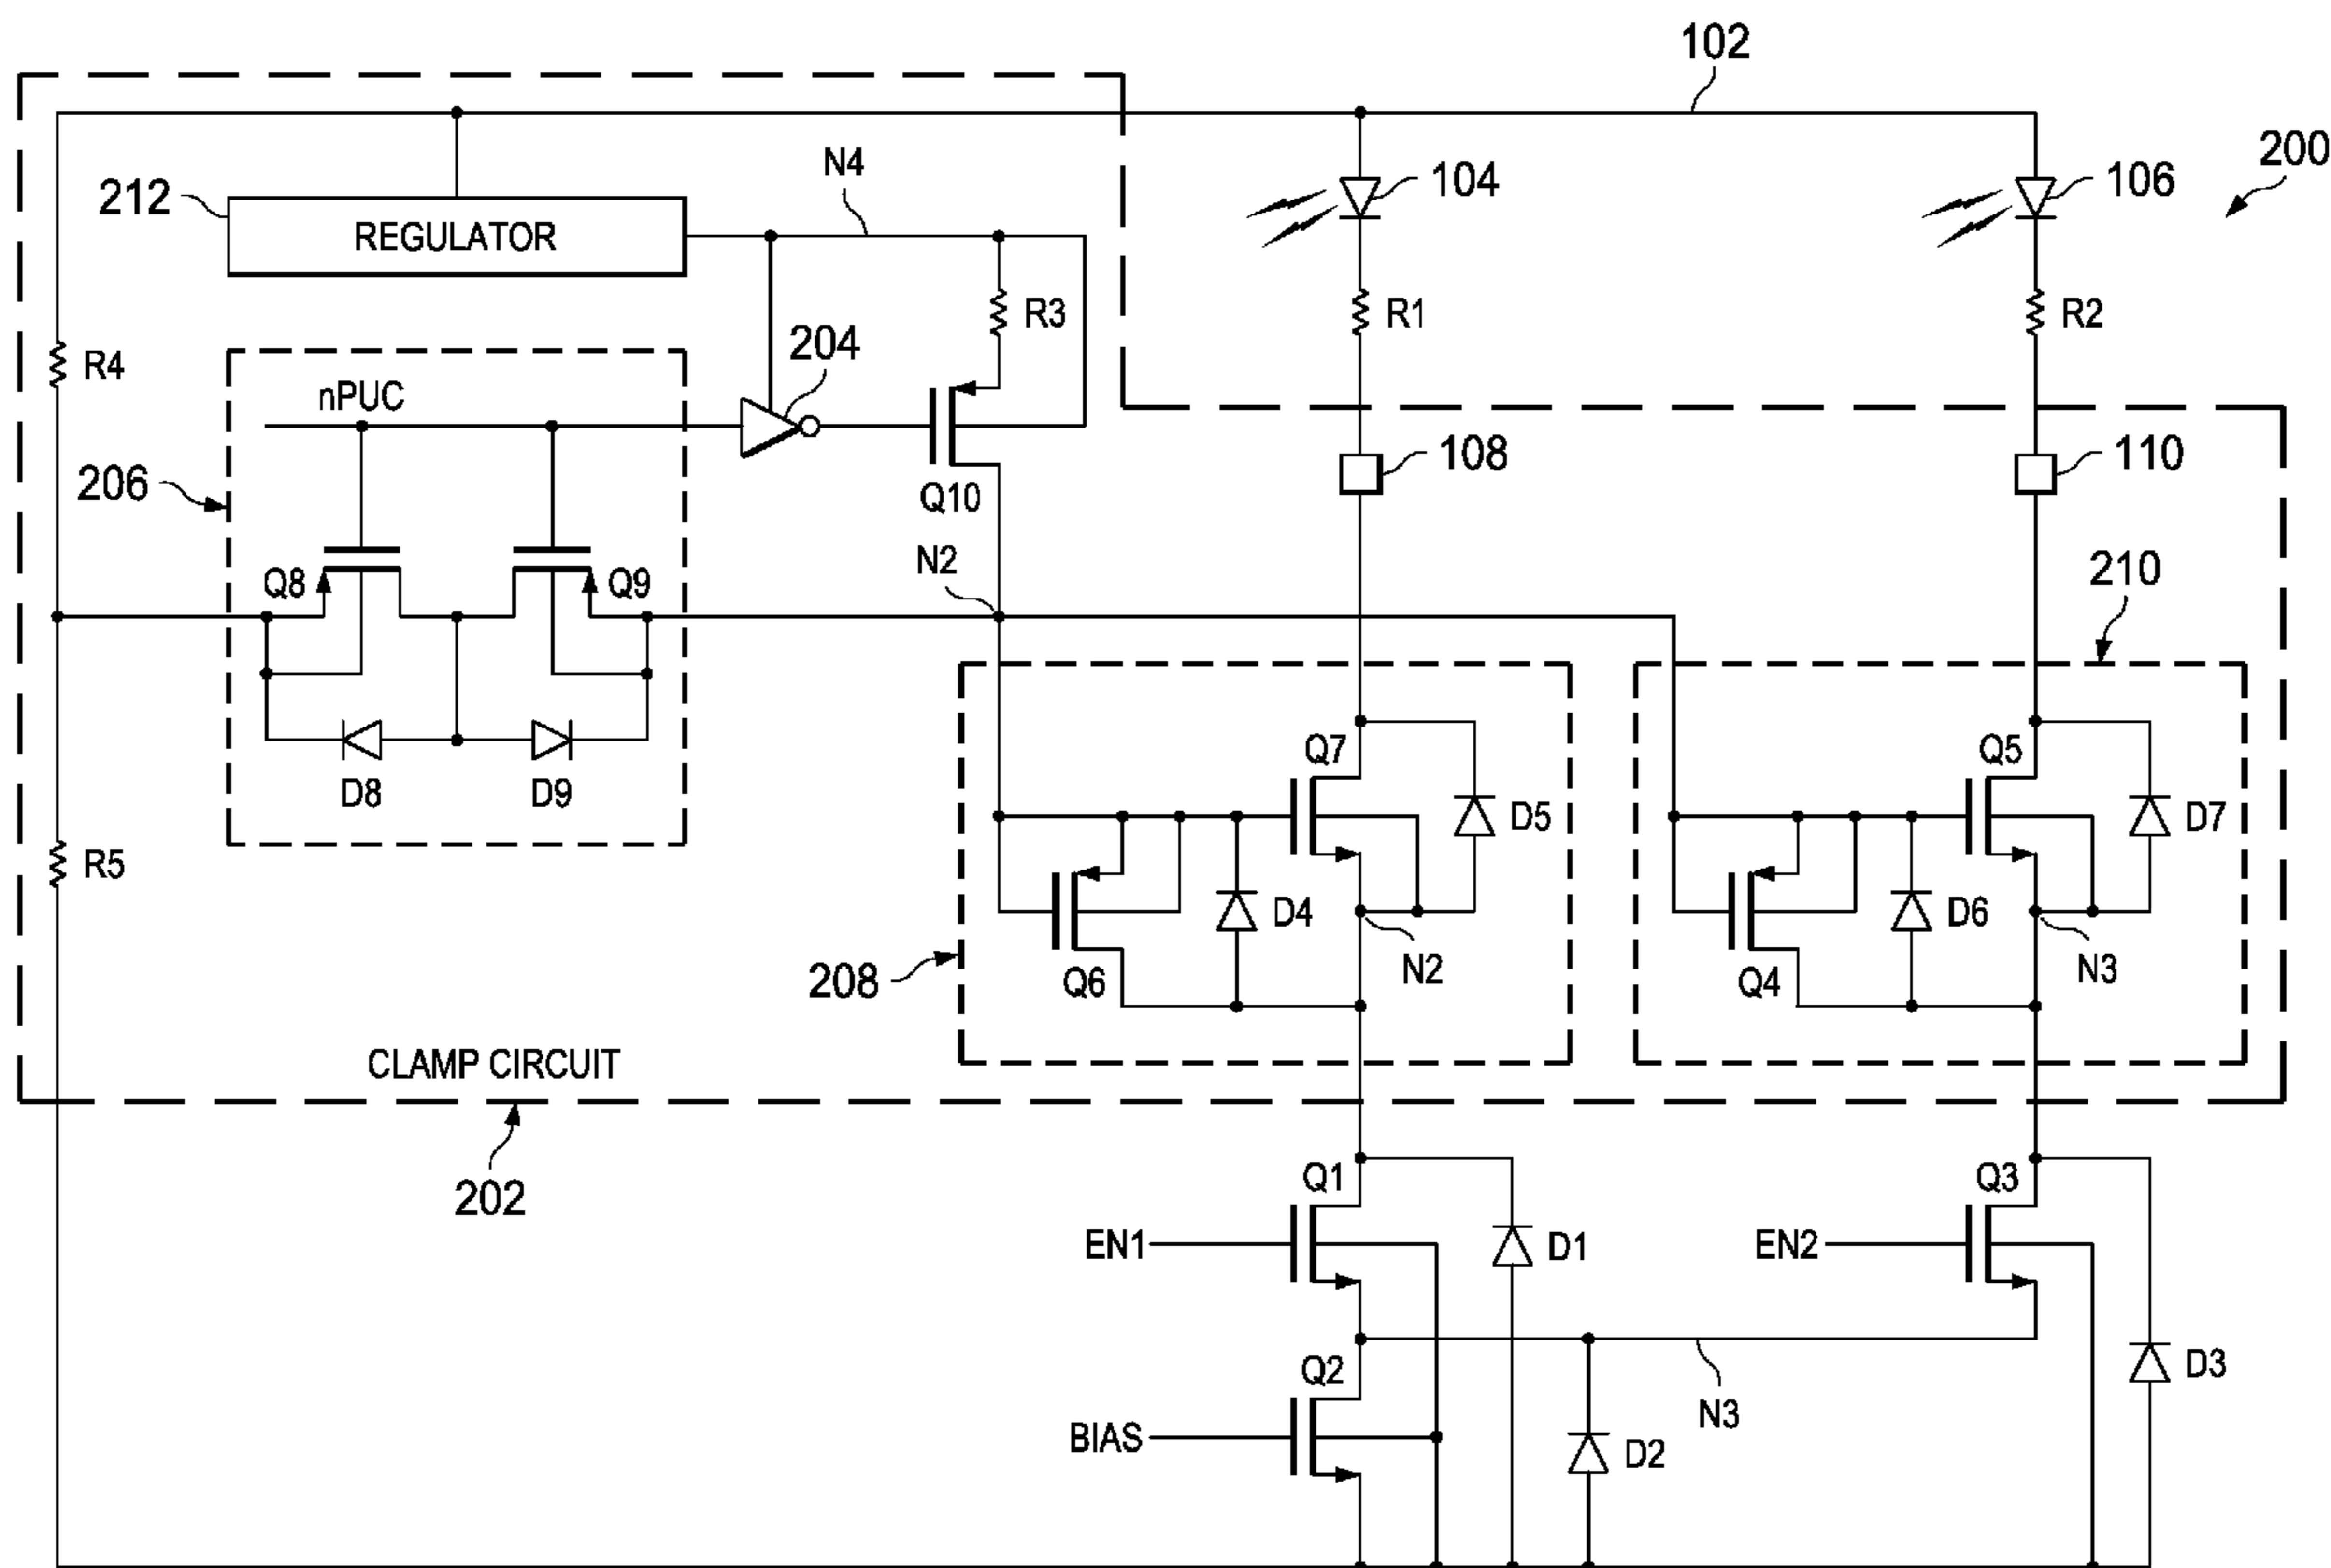 102
200
N4
104
106
212
REGULATOR
R3
R1
R2
204
R4
nPUC
108
110
206
Q10
N2
210
Q8
Q9
Q7
Q5
D8
D9
D5
D7
R5
D4
D6
208
Q6
N2
Q4
N3
CLAMP CIRCUIT
202
Q1
Q3
EN1
D1
EN2
Q2
D3
N3
BIAS
D2